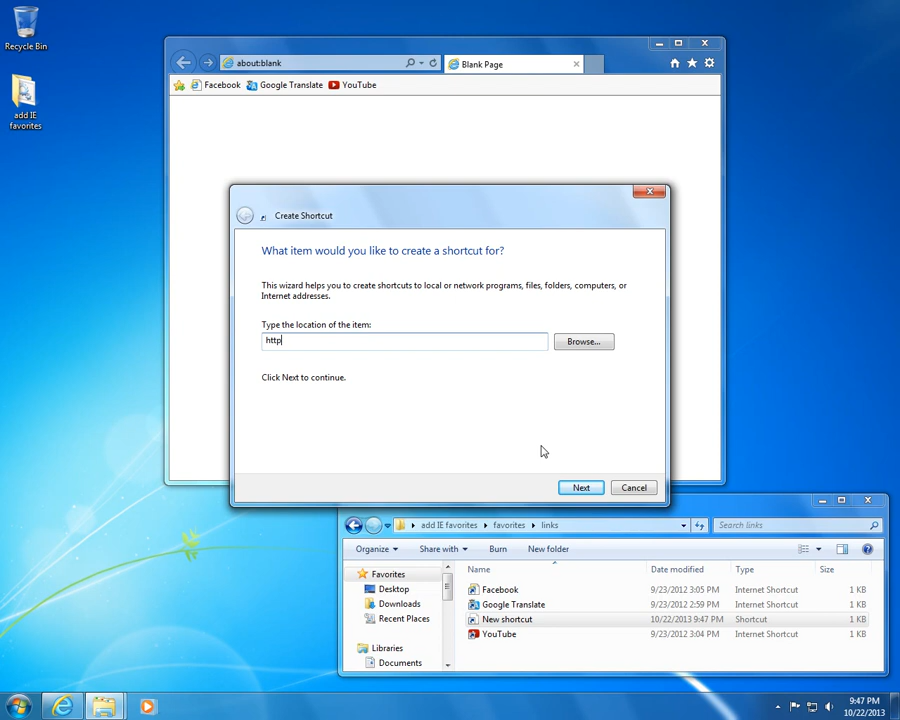 Recycle Bin
add IE
favorites
about:blank
Blank Page
Facebook Google Translate YouTube
Create Shortcut
What item would you like to create a shortcut for?
This wizard helps you to create shortcuts to local or network programs, files, folders, computers, or
Internet addresses.
Type the location of the item:
http
Browse...
Click Next to continue.
Next Cancel
add IE favorites favorites links
Search links
Organize Share with Burn New folder
Favorites
Desktop
Downloads
Recent Places
Libraries
Documents
Name Date modified Type Size
Facebook 9/23/2012 3:05 PM Internet Shortcut 1 KB
Google Translate 9/23/2012 2:59 PM Internet Shortcut 1 KB
New shortcut 10/22/2013 9:47 PM Shortcut 1 KB
YouTube 9/23/2012 3:04 PM Internet Shortcut 1 KB
9:47 PM
10/22/2013